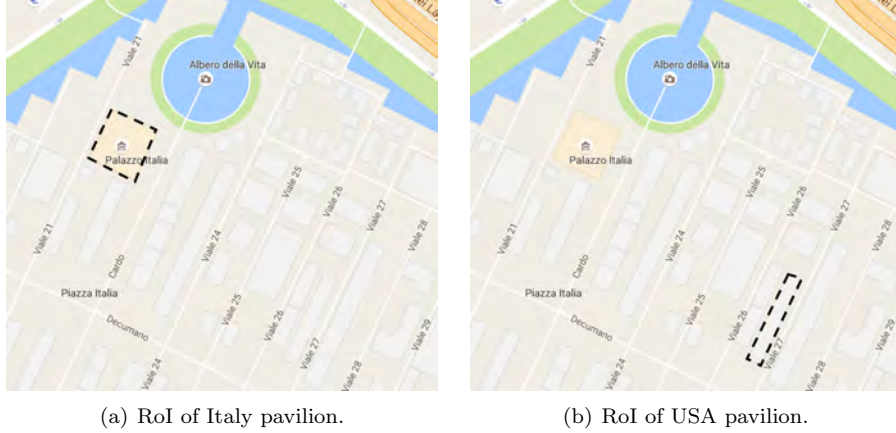 Viale 21
Albero della Vita
Palazzo Italia
Viale 25
Viale 26
Viale 27
Viale 28
Viale 21
Viale 24
Cardo
Piazza Italia
Decumano
Viale 25
Viale 26
Viale 27
Viale 29
Viale 24
Viale 28
(a) RoI of Italy pavilion.
Viale 21
Albero della Vita
Palazzo Italia
Viale 25
Viale 26
Viale 27
Viale 28
Viale 21
Viale 24
Cardo
Piazza Italia
Decumano
Viale 25
Viale 26
Viale 27
Viale 29
Viale 24
Viale 28
(b) RoI of USA pavilion.